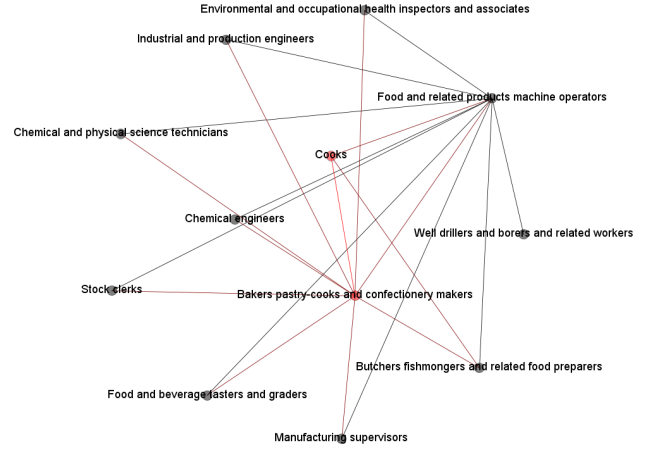 Environmental and occupational health inspectors and associates
Industrial and production engineers
Food and related products machine operators
Chemical and physical science technicians
Cooks
Chemical engineers
Well drillers and borers and related workers
Stock clerks
Bakers pastry-cooks and confectionery makers
Butchers fishmongers and related food preparers
Food and beverage tasters and graders
Manufacturing supervisors